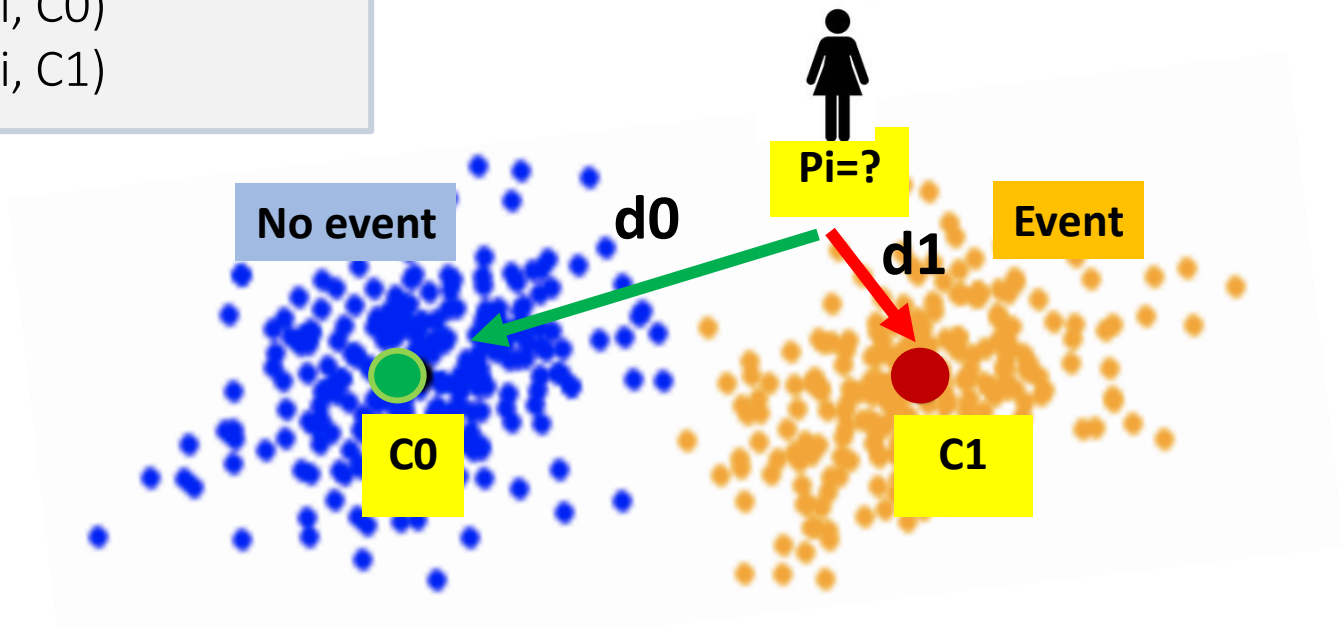 i, C0)
i, C1)
Pi=?
No event
d0
Event
d1
C0
C1